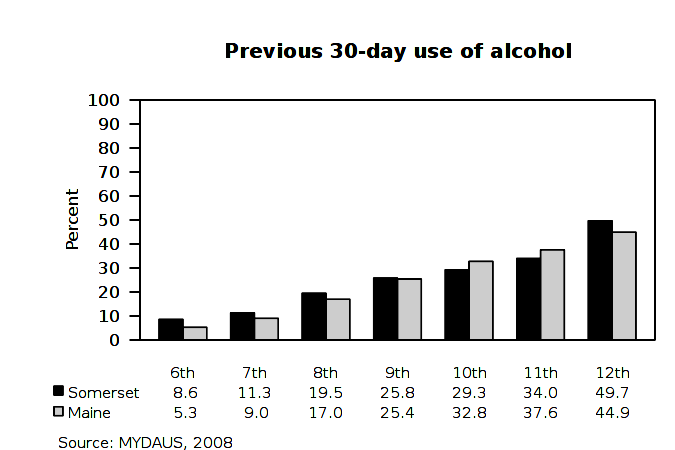 Previous 30-day use of alcohol
100
90
80
70
60
50
40
30
20
10
0
Percent
6th 7th 8th 9th 10th 11th 12th
Somerset 8.6 11.3 19.5 25.8 29.3 34.0 49.7
Maine 5.3 9.0 17.0 25.4 32.8 37.6 44.9
Source: MYDAUS, 2008